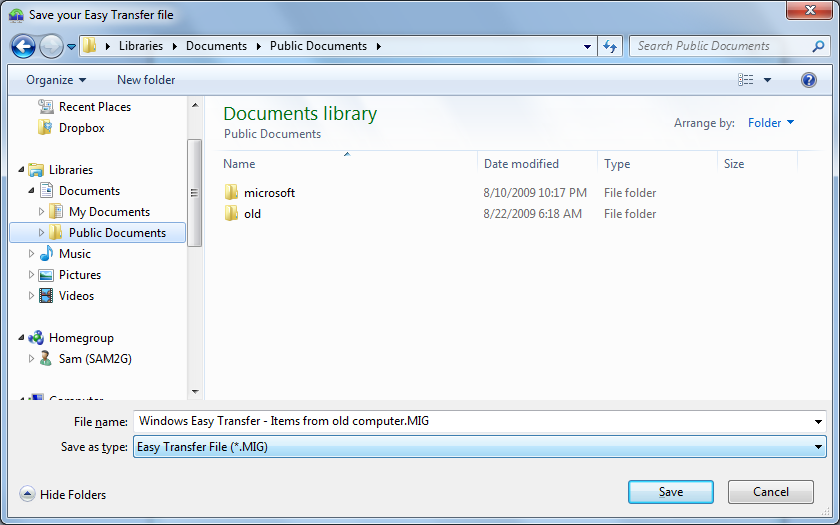 Save your Easy Transfer file
Libraries Documents Public Documents
Search Public Documents
Organize New folder
Recent Places
Dropbox
Libraries
Documents
My Documents
Public Documents
Music
Pictures
Videos
Homegroup
Sam (SAM2G)
Computer
Documents library
Public Documents
Arrange by: Folder
Name Date modified Type Size
microsoft 8/10/2009 10:17 PM File folder
old 8/22/2009 6:18 AM File folder
File name: Windows Easy Transfer - Items from old computer.MIG
Save as type: Easy Transfer File (*.MIG)
Hide Folders
Save Cancel